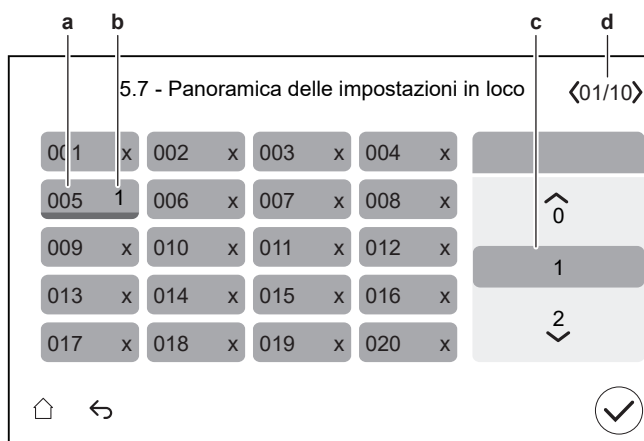 a b c d
5.7 - Panoramica delle impostazioni in loco 01/10
001 x 002 x 003 x 004 x
005 1 006 x 007 x 008 x 0
009 x 010 x 011 x 012 x 1
013 x 014 x 015 x 016 x 2
017 x 018 x 019 x 020 x